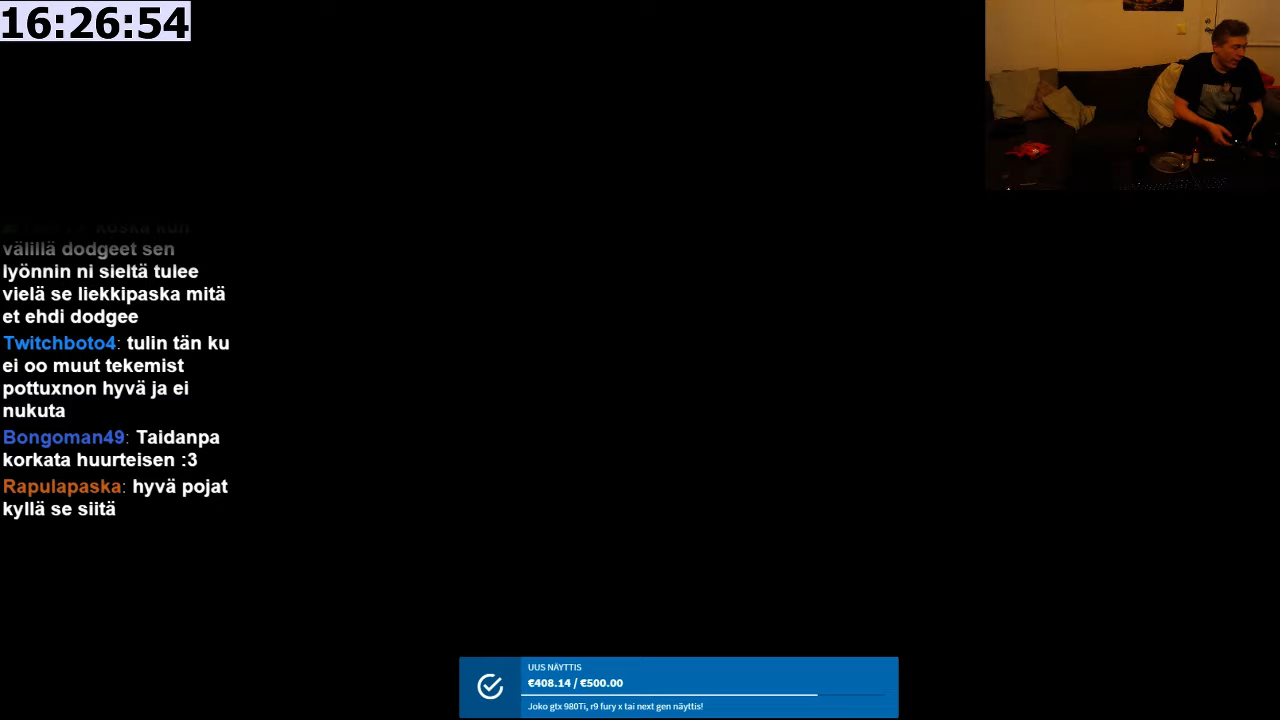 16:26:54
koska kun
välillä dodgeet sen
lyönnin ni sieltä tulee
vielä se liekkipaska mitä
et ehdi dodgee
Twitchboto4: tulin tän ku
ei oo muut tekemist
pottuxnon hyvä ja ei
nukuta
Bongoman49: Taidanpa
korkata huurteisen :3
Rapulapaska: hyvä pojat
kyllä se siitä
UUS NÄYTTIS
€408.14 / €500.00
Joko gtx 980Ti, r9 fury x tai next gen näyttis!